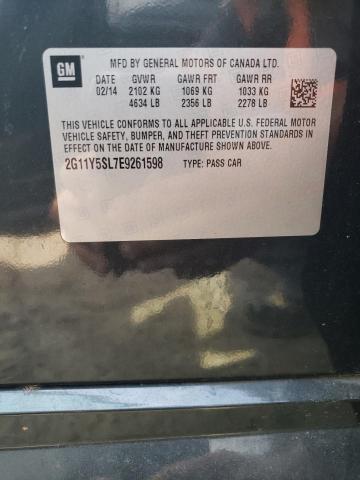 GM
MFD BY GENERAL MOTORS OF CANADA LTD.
DATE GVWR GAWR FRT GAWR RR
02/14 2102 KG 1069 KG 1033 KG
4634 LB 2356 LB 2278 LB
THIS VEHICLE CONFORMS TO ALL APPLICABLE U.S. FEDERAL MOTOR
VEHICLE SAFETY, BUMPER, AND THEFT PREVENTION STANDARDS IN
EFFECT ON THE DATE OF MANUFACTURE SHOWN ABOVE.
2G11Y5SL7E9261598 TYPE: PASS CAR